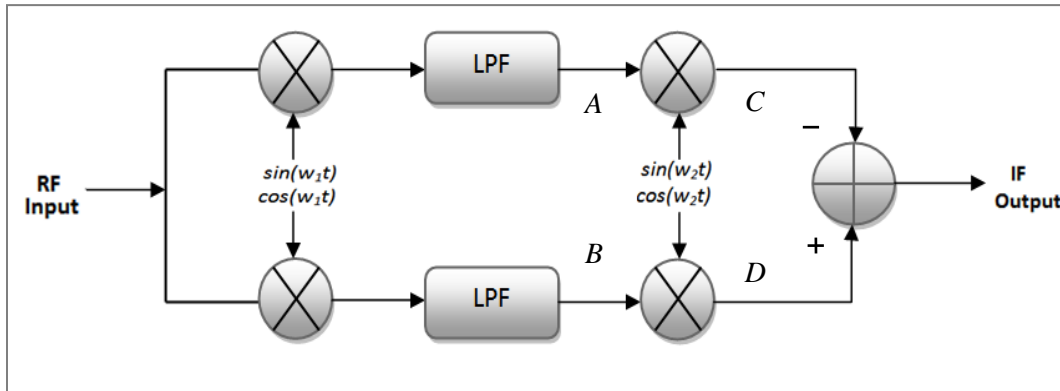 LPF
A
C
−
sin(w₁t)
cos(w₁t)
sin(w₂t)
cos(w₂t)
RF
Input
IF
Output
B
+
LPF
D